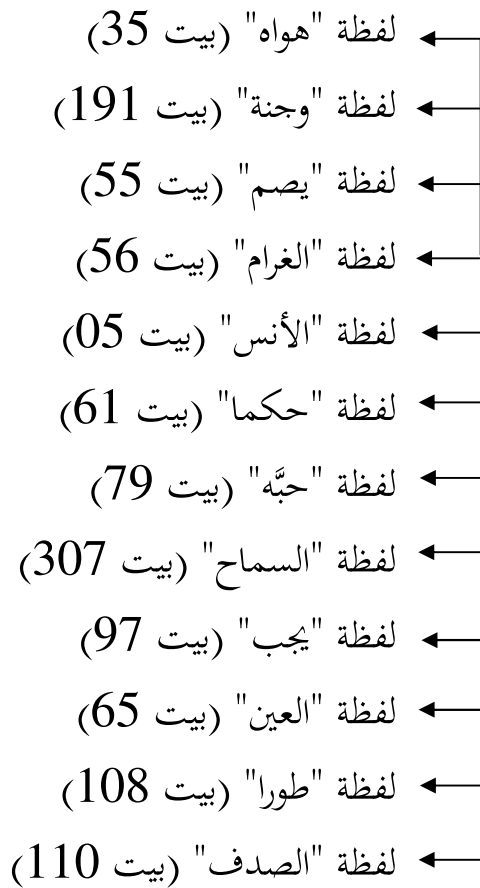 لفظة "هواه" (بيت 35)
لفظة "وجنة" (بيت 191)
لفظة "يصم" (بيت 55)
لفظة "الغرام" (بيت 56)
لفظة "الأنس" (بيت 05)
لفظة "حكما" (بيت 61)
لفظة "حبَّه" (بيت 79)
لفظة "السماح" (بيت 307)
لفظة "يجب" (بيت 97)
لفظة "العين" (بيت 65)
لفظة "طورا" (بيت 108)
لفظة "الصدف" (بيت 110)